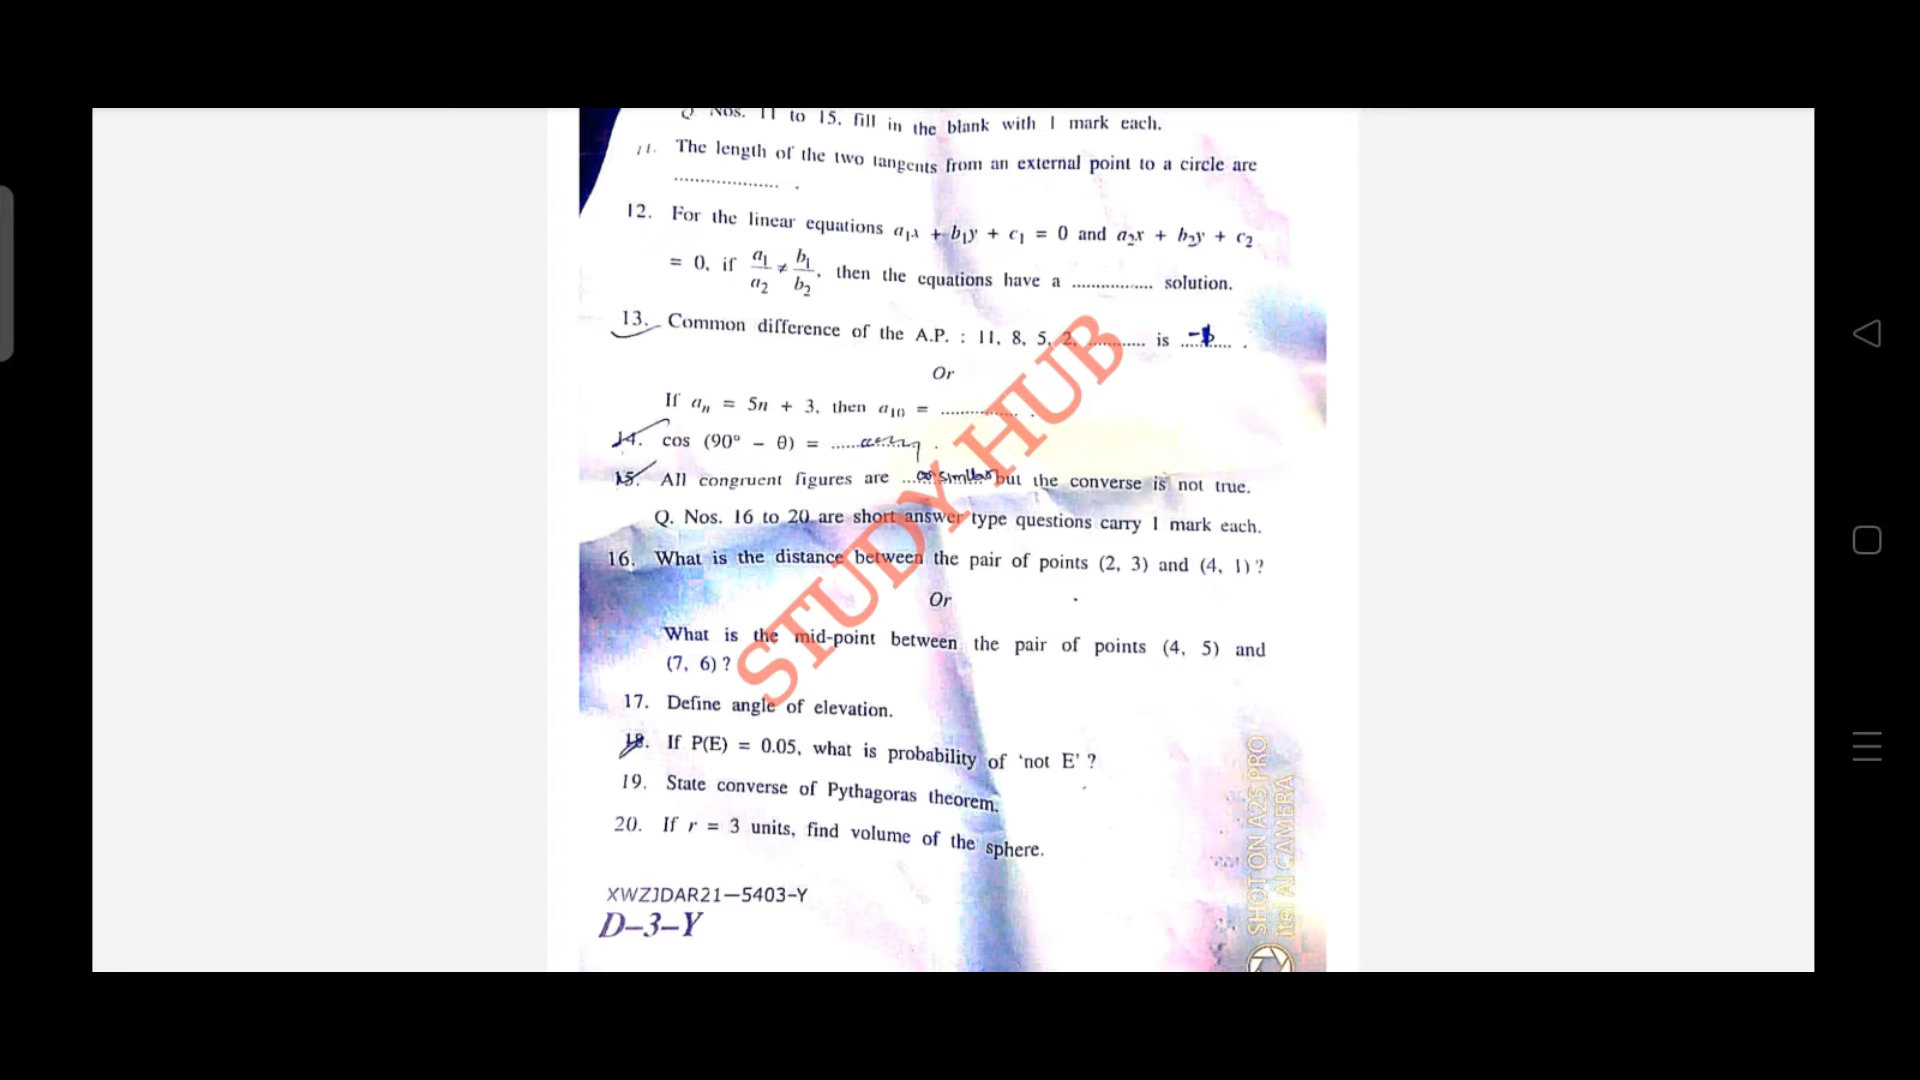 Q. Nos. 11 to 15, fill in the blank with 1 mark each.
11. The length of the two tangents from an external point to a circle are
.................... .
12. For the linear equations a₁x + b₁y + c₁ = 0 and a₂x + b₂y + c₂
= 0, if a₁/a₂ ≠ b₁/b₂, then the equations have a ................ solution.
13. Common difference of the A.P. : 11, 8, 5, 2, ............ is .......... .
Or
If aₙ = 5n + 3, then a₁₀ = ............... .
14. cos (90° − θ) = ...... .
15. All congruent figures are ... similar but the converse is not true.
Q. Nos. 16 to 20 are short answer type questions carry 1 mark each.
16. What is the distance between the pair of points (2, 3) and (4, 1) ?
Or
What is the mid-point between the pair of points (4, 5) and
(7, 6) ?
17. Define angle of elevation.
18. If P(E) = 0.05, what is probability of ‘not E’ ?
19. State converse of Pythagoras theorem.
20. If r = 3 units, find volume of the sphere.
XWZJDAR21—5403-Y
D–3–Y
STUDY HUB
SHOT ON A25 PRO
itel AI CAMERA